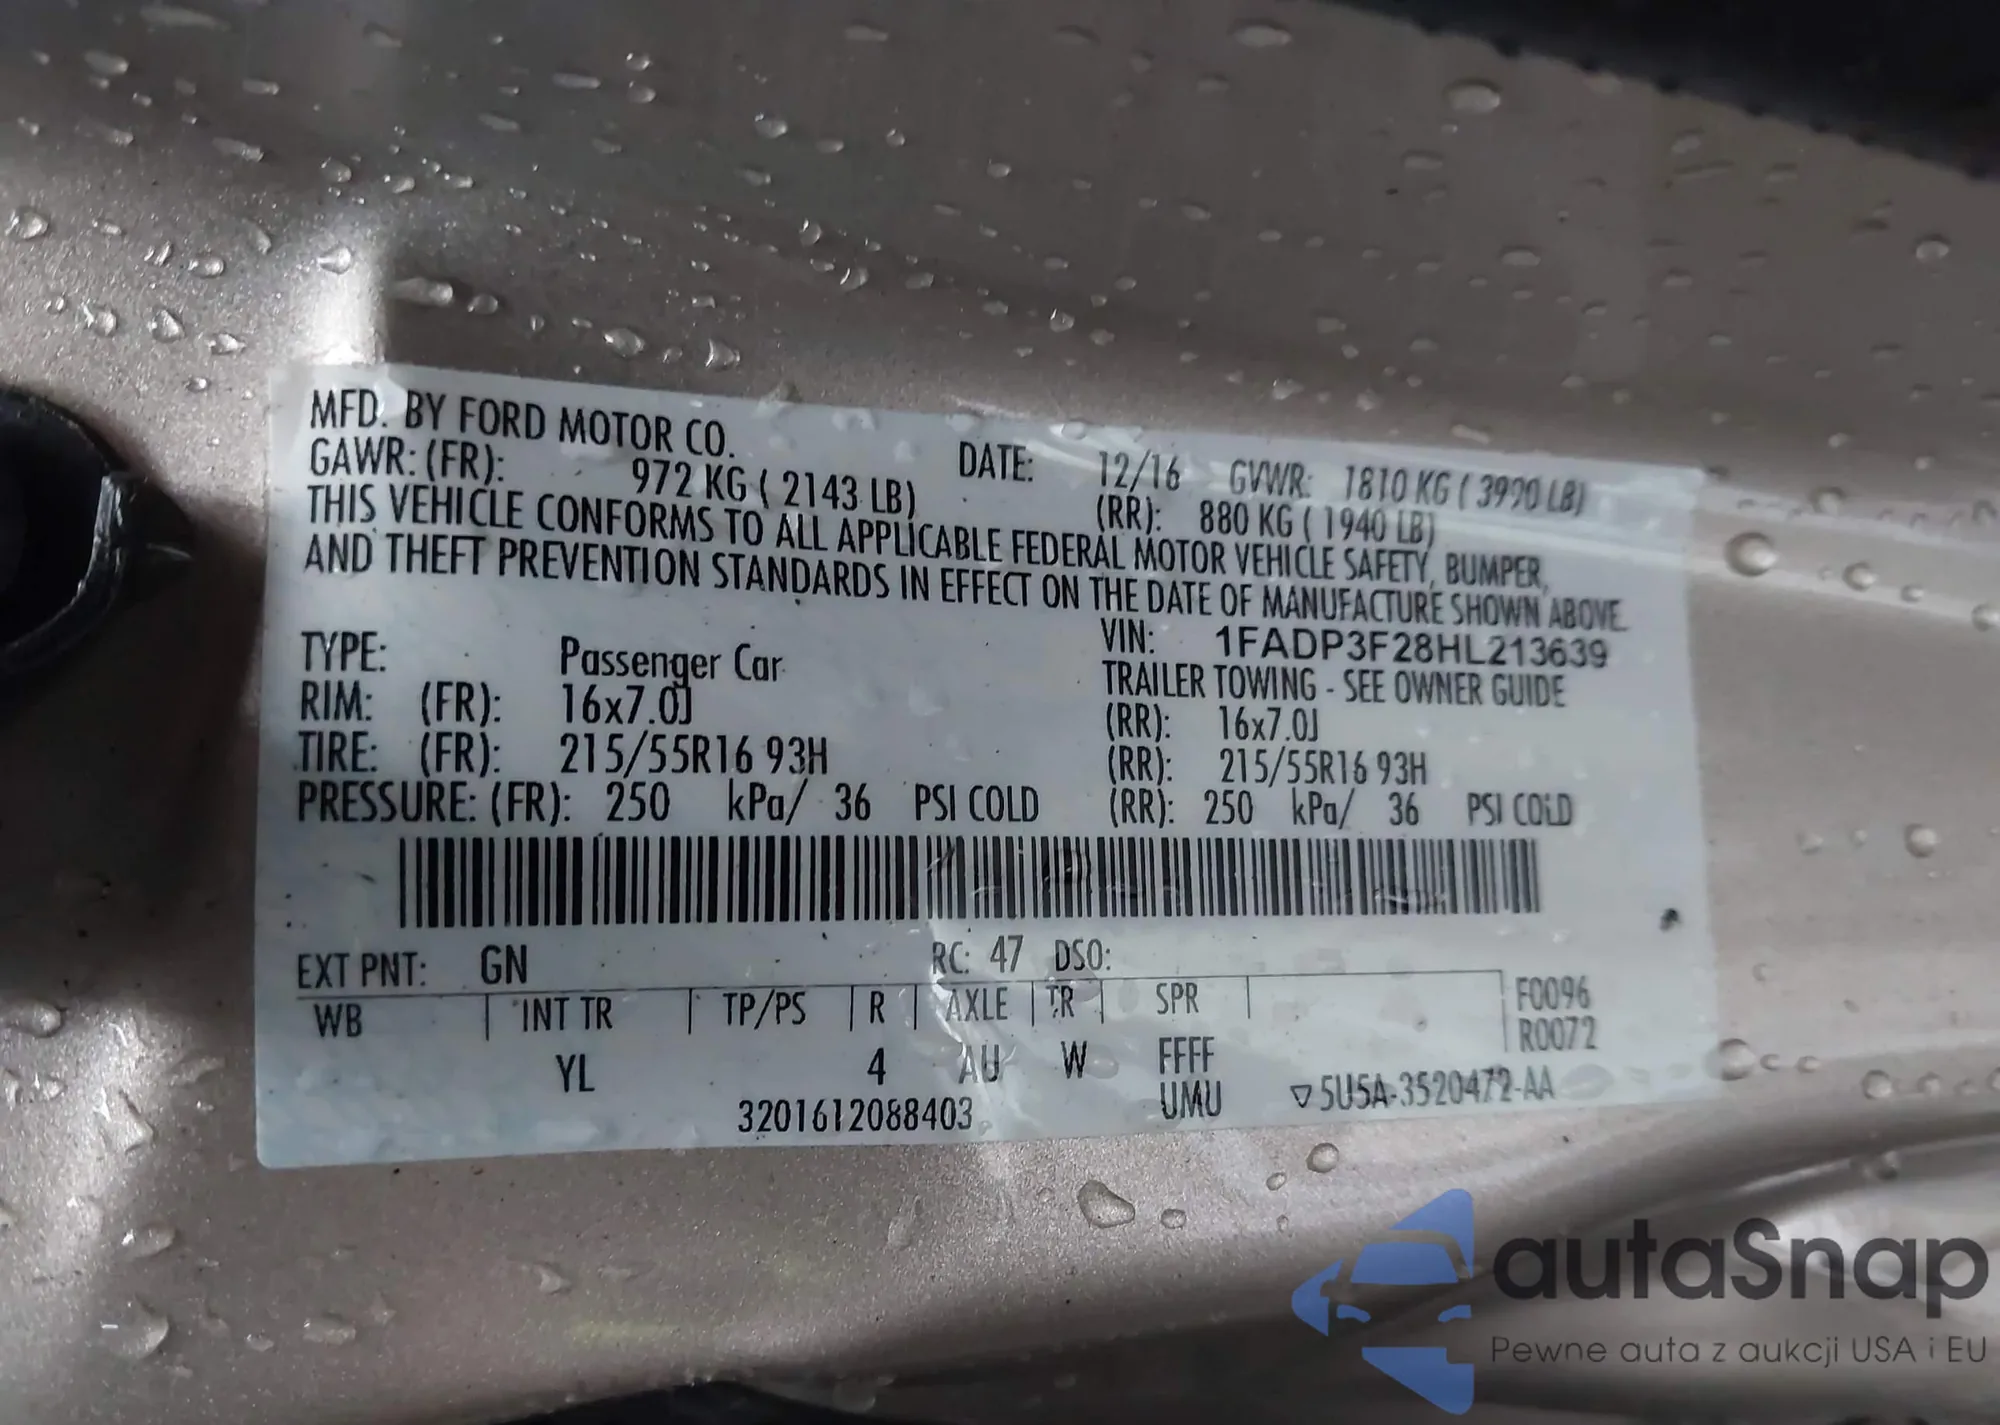 MFD. BY FORD MOTOR CO.
DATE: 12/16 GVWR: 1810 KG ( 3990 LB)
GAWR: (FR): 972 KG ( 2143 LB) (RR): 880 KG ( 1940 LB)
THIS VEHICLE CONFORMS TO ALL APPLICABLE FEDERAL MOTOR VEHICLE SAFETY, BUMPER,
AND THEFT PREVENTION STANDARDS IN EFFECT ON THE DATE OF MANUFACTURE SHOWN ABOVE.
VIN: 1FADP3F28HL213639
TYPE: Passenger Car TRAILER TOWING - SEE OWNER GUIDE
RIM: (FR): 16x7.0J (RR): 16x7.0J
TIRE: (FR): 215/55R16 93H (RR): 215/55R16 93H
PRESSURE: (FR): 250 kPa/ 36 PSI COLD (RR): 250 kPa/ 36 PSI COLD
EXT PNT: GN RC: 47 DSO:
WB INT TR TP/PS R AXLE TR SPR F0096
R0072
YL 4 AU W FFFF
3201612088403 UMU ▽5U5A-3520472-AA
autaSnap
Pewne auta z aukcji USA i EU